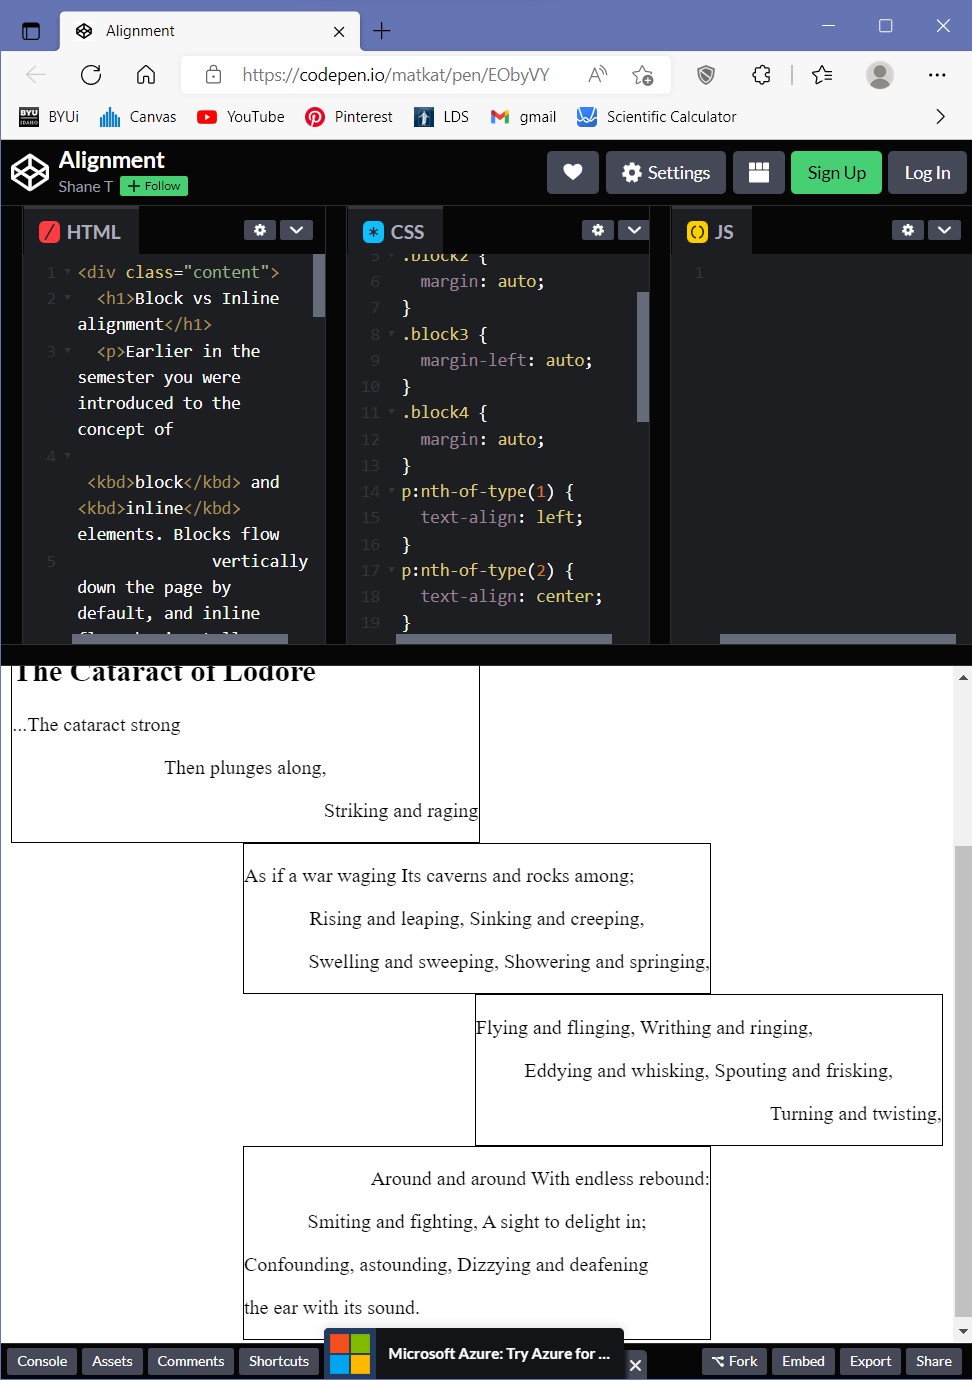 Alignment
https://codepen.io/matkat/pen/EObyVY
BYUi Canvas YouTube Pinterest LDS gmail Scientific Calculator
Alignment
Shane T + Follow
Settings Sign Up Log In
HTML
1 <div class="content">
2 <h1>Block vs Inline
alignment</h1>
3 <p>Earlier in the
semester you were
introduced to the
concept of
4
<kbd>block</kbd> and
<kbd>inline</kbd>
elements. Blocks flow
5 vertically
down the page by
default, and inline
CSS
5 .block2 {
6 margin: auto;
7 }
8 .block3 {
9 margin-left: auto;
10 }
11 .block4 {
12 margin: auto;
13 }
14 p:nth-of-type(1) {
15 text-align: left;
16 }
17 p:nth-of-type(2) {
18 text-align: center;
19 }
JS
1
The Cataract of Lodore
...The cataract strong
Then plunges along,
Striking and raging
As if a war waging Its caverns and rocks among;
Rising and leaping, Sinking and creeping,
Swelling and sweeping, Showering and springing,
Flying and flinging, Writhing and ringing,
Eddying and whisking, Spouting and frisking,
Turning and twisting,
Around and around With endless rebound:
Smiting and fighting, A sight to delight in;
Confounding, astounding, Dizzying and deafening
the ear with its sound.
Console Assets Comments Shortcuts Microsoft Azure: Try Azure for ... Fork Embed Export Share